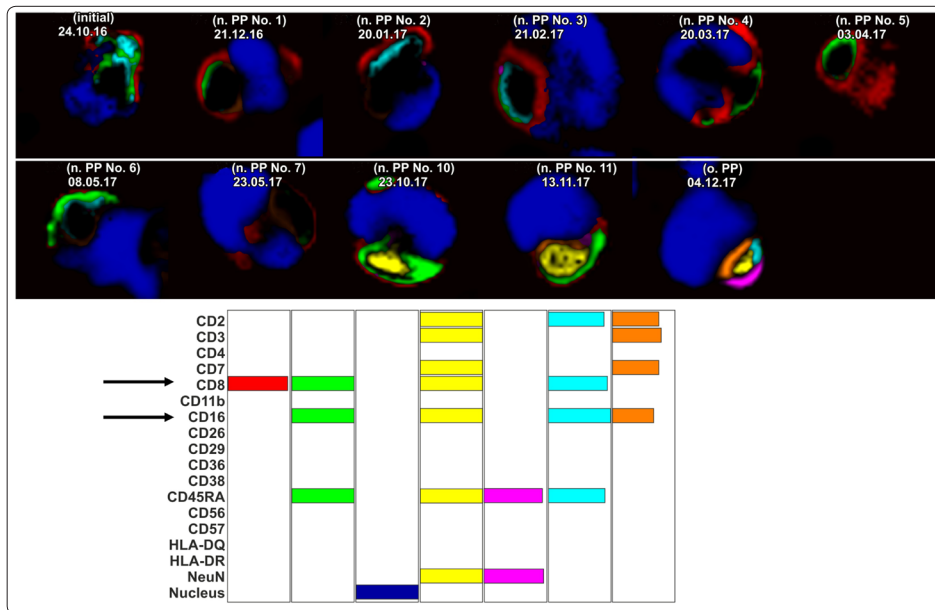 (initial)
24.10.16
(n. PP No. 1)
21.12.16
(n. PP No. 2)
20.01.17
(n. PP No. 3)
21.02.17
(n. PP No. 4)
20.03.17
(n. PP No. 5)
03.04.17
(n. PP No. 6)
08.05.17
(n. PP No. 7)
23.05.17
(n. PP No. 10)
23.10.17
(n. PP No. 11)
13.11.17
(o. PP)
04.12.17
CD2
CD3
CD4
CD7
CD8
CD11b
CD16
CD26
CD29
CD36
CD38
CD45RA
CD56
CD57
HLA-DQ
HLA-DR
NeuN
Nucleus